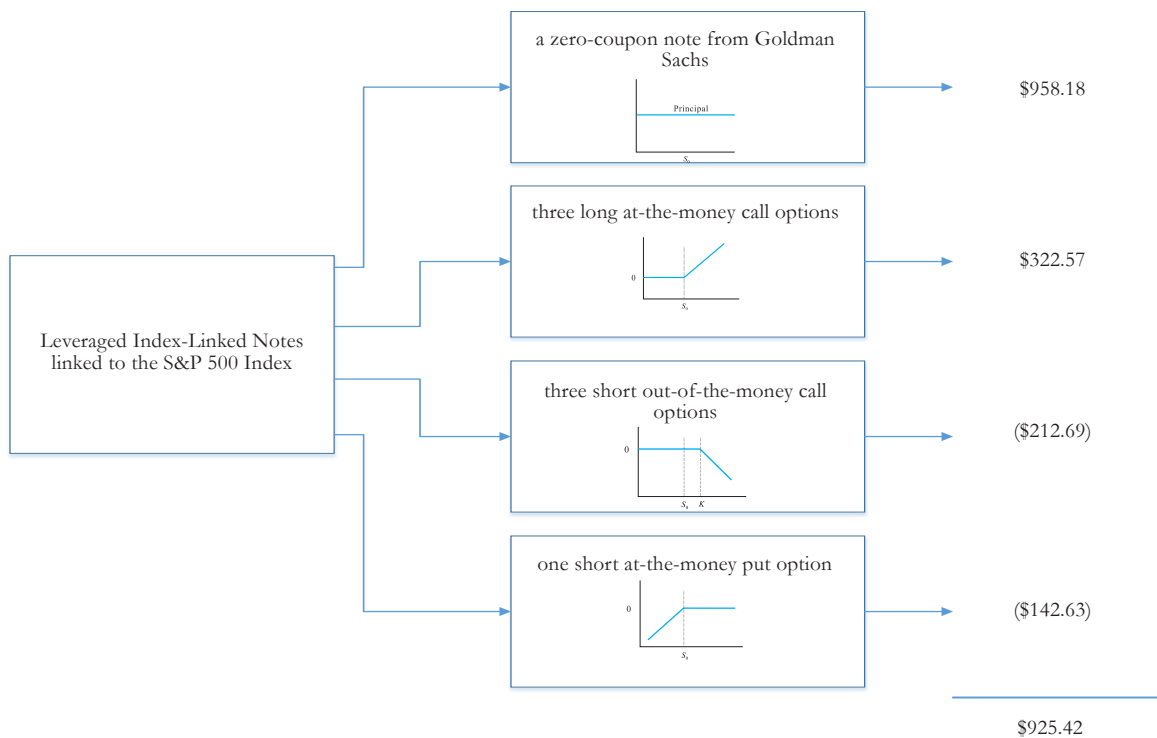 a zero-coupon note from Goldman
Sachs
Principal
S₀
$958.18
three long at-the-money call options
0
S₀
$322.57
Leveraged Index-Linked Notes
linked to the S&P 500 Index
three short out-of-the-money call
options
0
S₀ K
($212.69)
one short at-the-money put option
0
S₀
($142.63)
$925.42